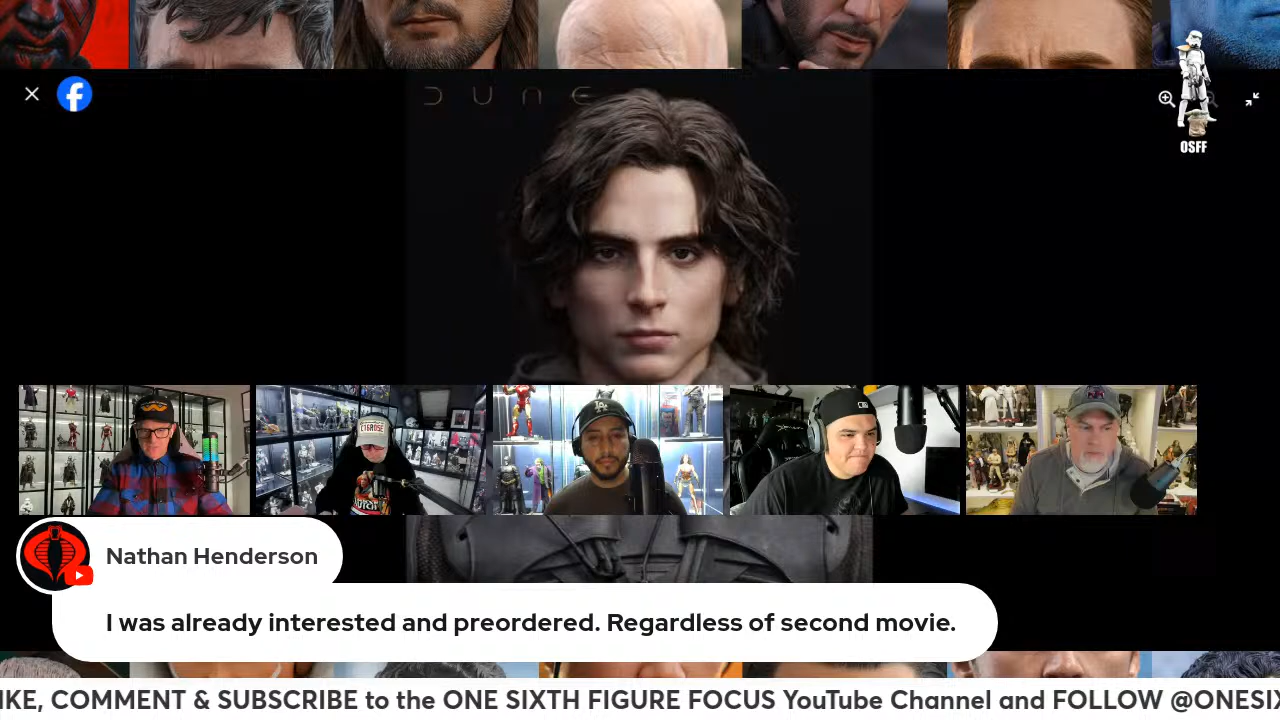 DUNE
OSFF
Nathan Henderson
I was already interested and preordered. Regardless of second movie.
IKE, COMMENT & SUBSCRIBE to the ONE SIXTH FIGURE FOCUS YouTube Channel and FOLLOW @ONESIX